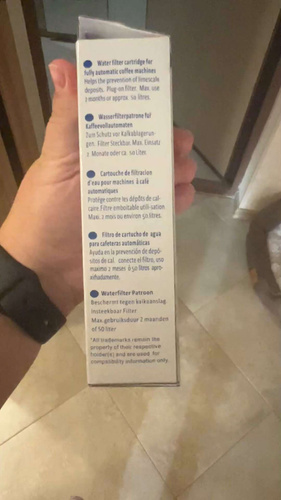 Water filter cartridge for
fully automatic coffee machines
Helps the prevention of limescale
deposits. Plug-on filter. Max. use
2 months or approx. 50 litres.
Wasserfilterpatrone für
Kaffeevollautomaten
Zum Schutz vor Kalkablagerun-
gen. Filter Steckbar. Max. Einsatz
2 Monate oder ca. 50 Liter.
Cartouche de filtracion
d'eau pour machines à café
automatiques
Protège contre les dépôts de cal-
caire.Filtre emboîtable utili sation
Maxi. 2 mois ou environ 50 litres.
Filtro de cartucho de agua
para cafeteras automáticas
Ayuda en la prevención de depó-
sitos de cal. conecte el filtro, uso
maximo 2 meses ó 50 litros apro-
ximadamente.
Waterfilter Patroon
Beschermt tegen kalkaanslag.
Insteekbaar Filter
Max.gebruiksduur 2 maanden
of 50 liter
*All trademarks remain the
property of their respective
holder(s) and are used, for
compatibility information only.